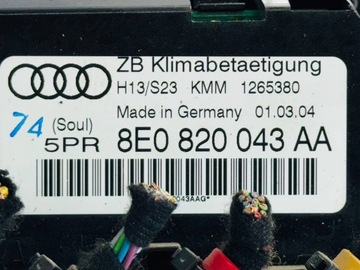 ZB Klimabetaetigung
H13/S23 KMM 1265380
Made in Germany 01.03.04
74 (Soul)
5PR 8E0 820 043 AA
043AAG*